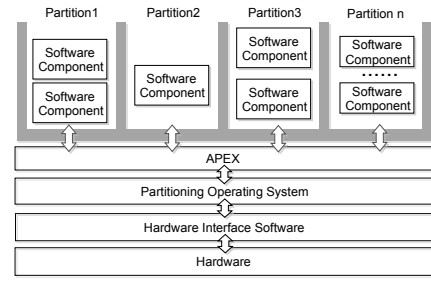 Partition1
Partition2
Partition3
Partition n
Software
Component
Software
Component
Software
Component
Software
Component
Software
Component
Software
Component
......
Software
Component
APEX
Partitioning Operating System
Hardware Interface Software
Hardware